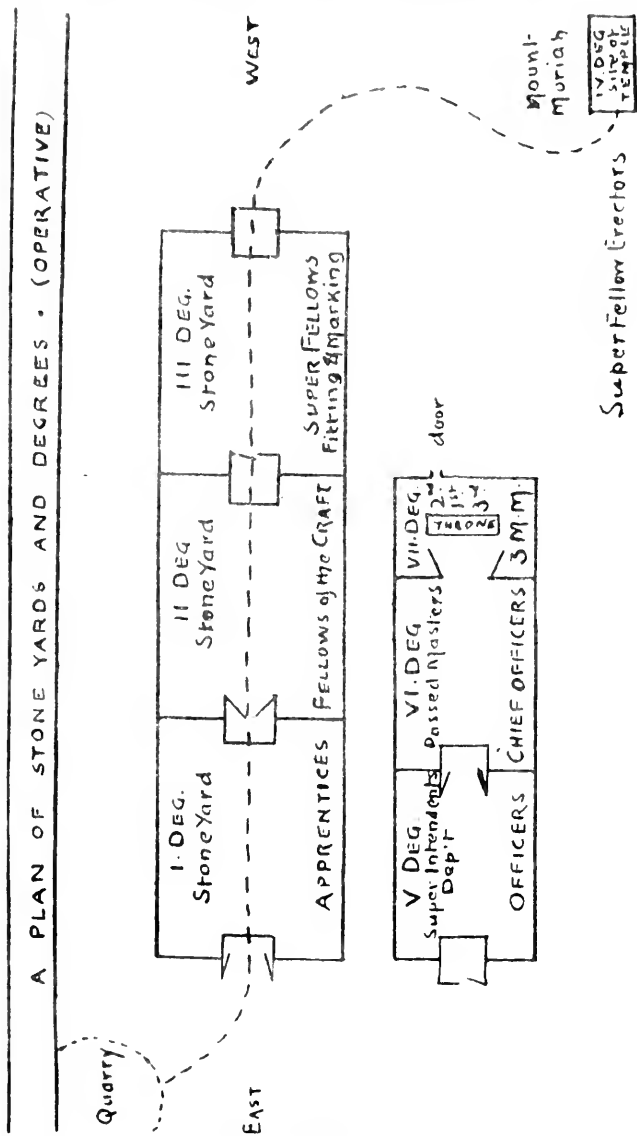 A PLAN OF STONE YARDS AND DEGREES • (OPERATIVE)
Quarry
EAST
WEST
I. DEG.
Stone Yard
APPRENTICES
II DEG
Stone Yard
FELLOWS of the CRAFT
III DEG.
Stone Yard
SUPER FELLOWS
Fitting & Marking
Mount-
Muriah
IV. DEG
Site of
TEMPLE
Super Fellow Erectors
V DEG
Super Intendents
Dep't
OFFICERS
VI. DEG
Passed Masters
CHIEF OFFICERS
VII. DEG.
2nd
1st
3rd
THRONE
3 M.M.
door